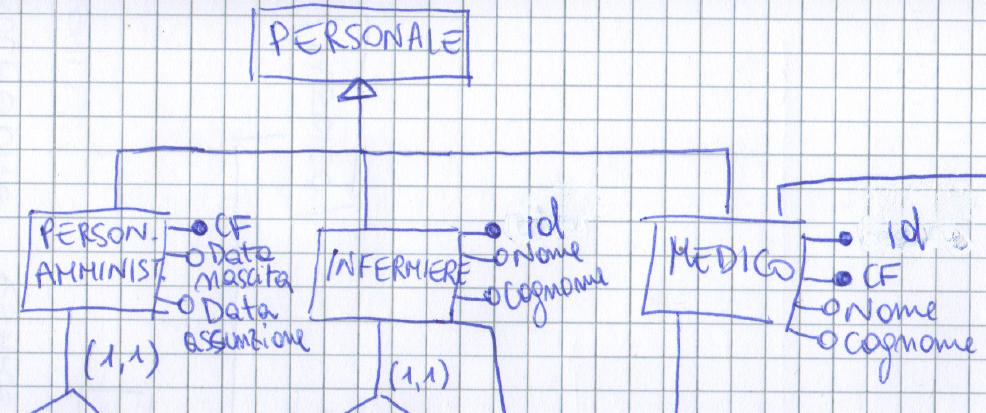 PERSONALE
PERSON.
AMMINIST.
CF
Data
nascita
Data
assunzione
(1,1)
INFERMIERE
id
Nome
Cognome
(1,1)
MEDICO
id
CF
Nome
Cognome